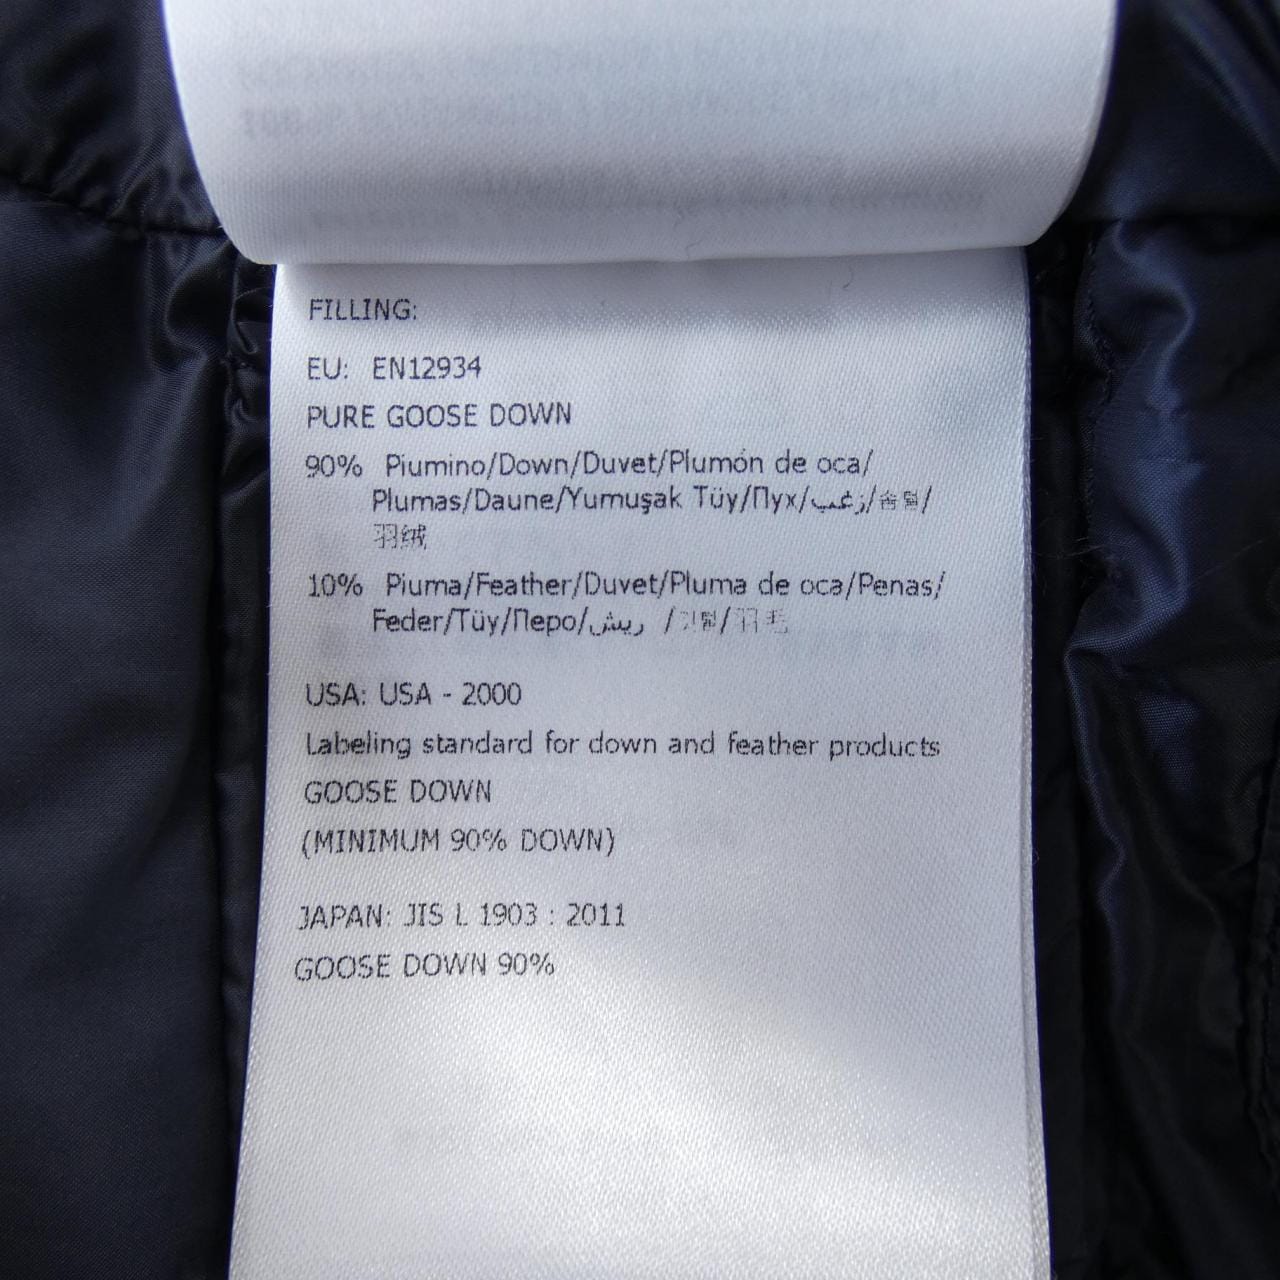 FILLING:
EU: EN12934
PURE GOOSE DOWN
90% Piumino/Down/Duvet/Plumón de oca/
Plumas/Daune/Yumuşak Tüy/Пух/زغب/솜털/
羽绒
10% Piuma/Feather/Duvet/Pluma de oca/Penas/
Feder/Tüy/Перо/ريش /깃털/羽毛
USA: USA - 2000
Labeling standard for down and feather products
GOOSE DOWN
(MINIMUM 90% DOWN)
JAPAN: JIS L 1903 : 2011
GOOSE DOWN 90%